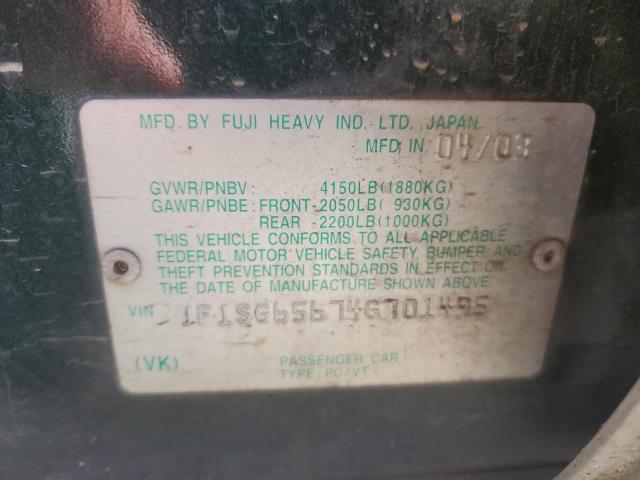 MFD. BY FUJI HEAVY IND. LTD. JAPAN
MFD IN 04/03
GVWR/PNBV : 4150LB(1880KG)
GAWR/PNBE : FRONT-2050LB( 930KG)
REAR -2200LB(1000KG)
THIS VEHICLE CONFORMS TO ALL APPLICABLE
FEDERAL MOTOR VEHICLE SAFETY BUMPER AND
THEFT PREVENTION STANDARDS IN EFFECT ON
THE DATE OF MANUFACTURE SHOWN ABOVE
VIN JF1SG65674G701495
(VK) PASSENGER CAR
TYPE, PC/VT